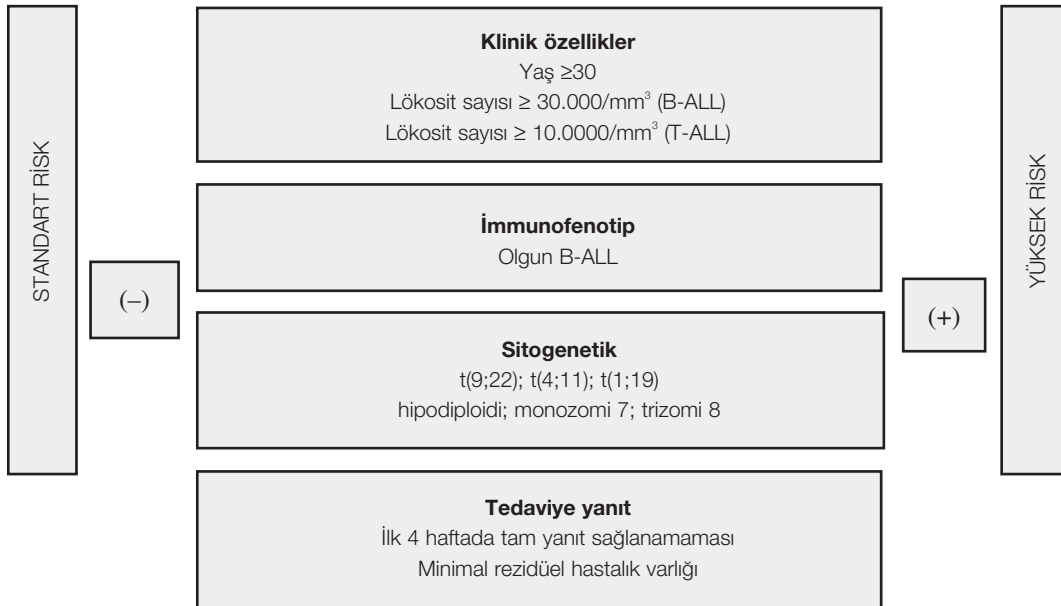 STANDART RİSK
(–)
Klinik özellikler
Yaş ≥30
Lökosit sayısı ≥ 30.000/mm³ (B-ALL)
Lökosit sayısı ≥ 10.0000/mm³ (T-ALL)
İmmunofenotip
Olgun B-ALL
Sitogenetik
t(9;22); t(4;11); t(1;19)
hipodiploidi; monozomi 7; trizomi 8
Tedaviye yanıt
İlk 4 haftada tam yanıt sağlanamaması
Minimal rezidüel hastalık varlığı
(+)
YÜKSEK RİSK